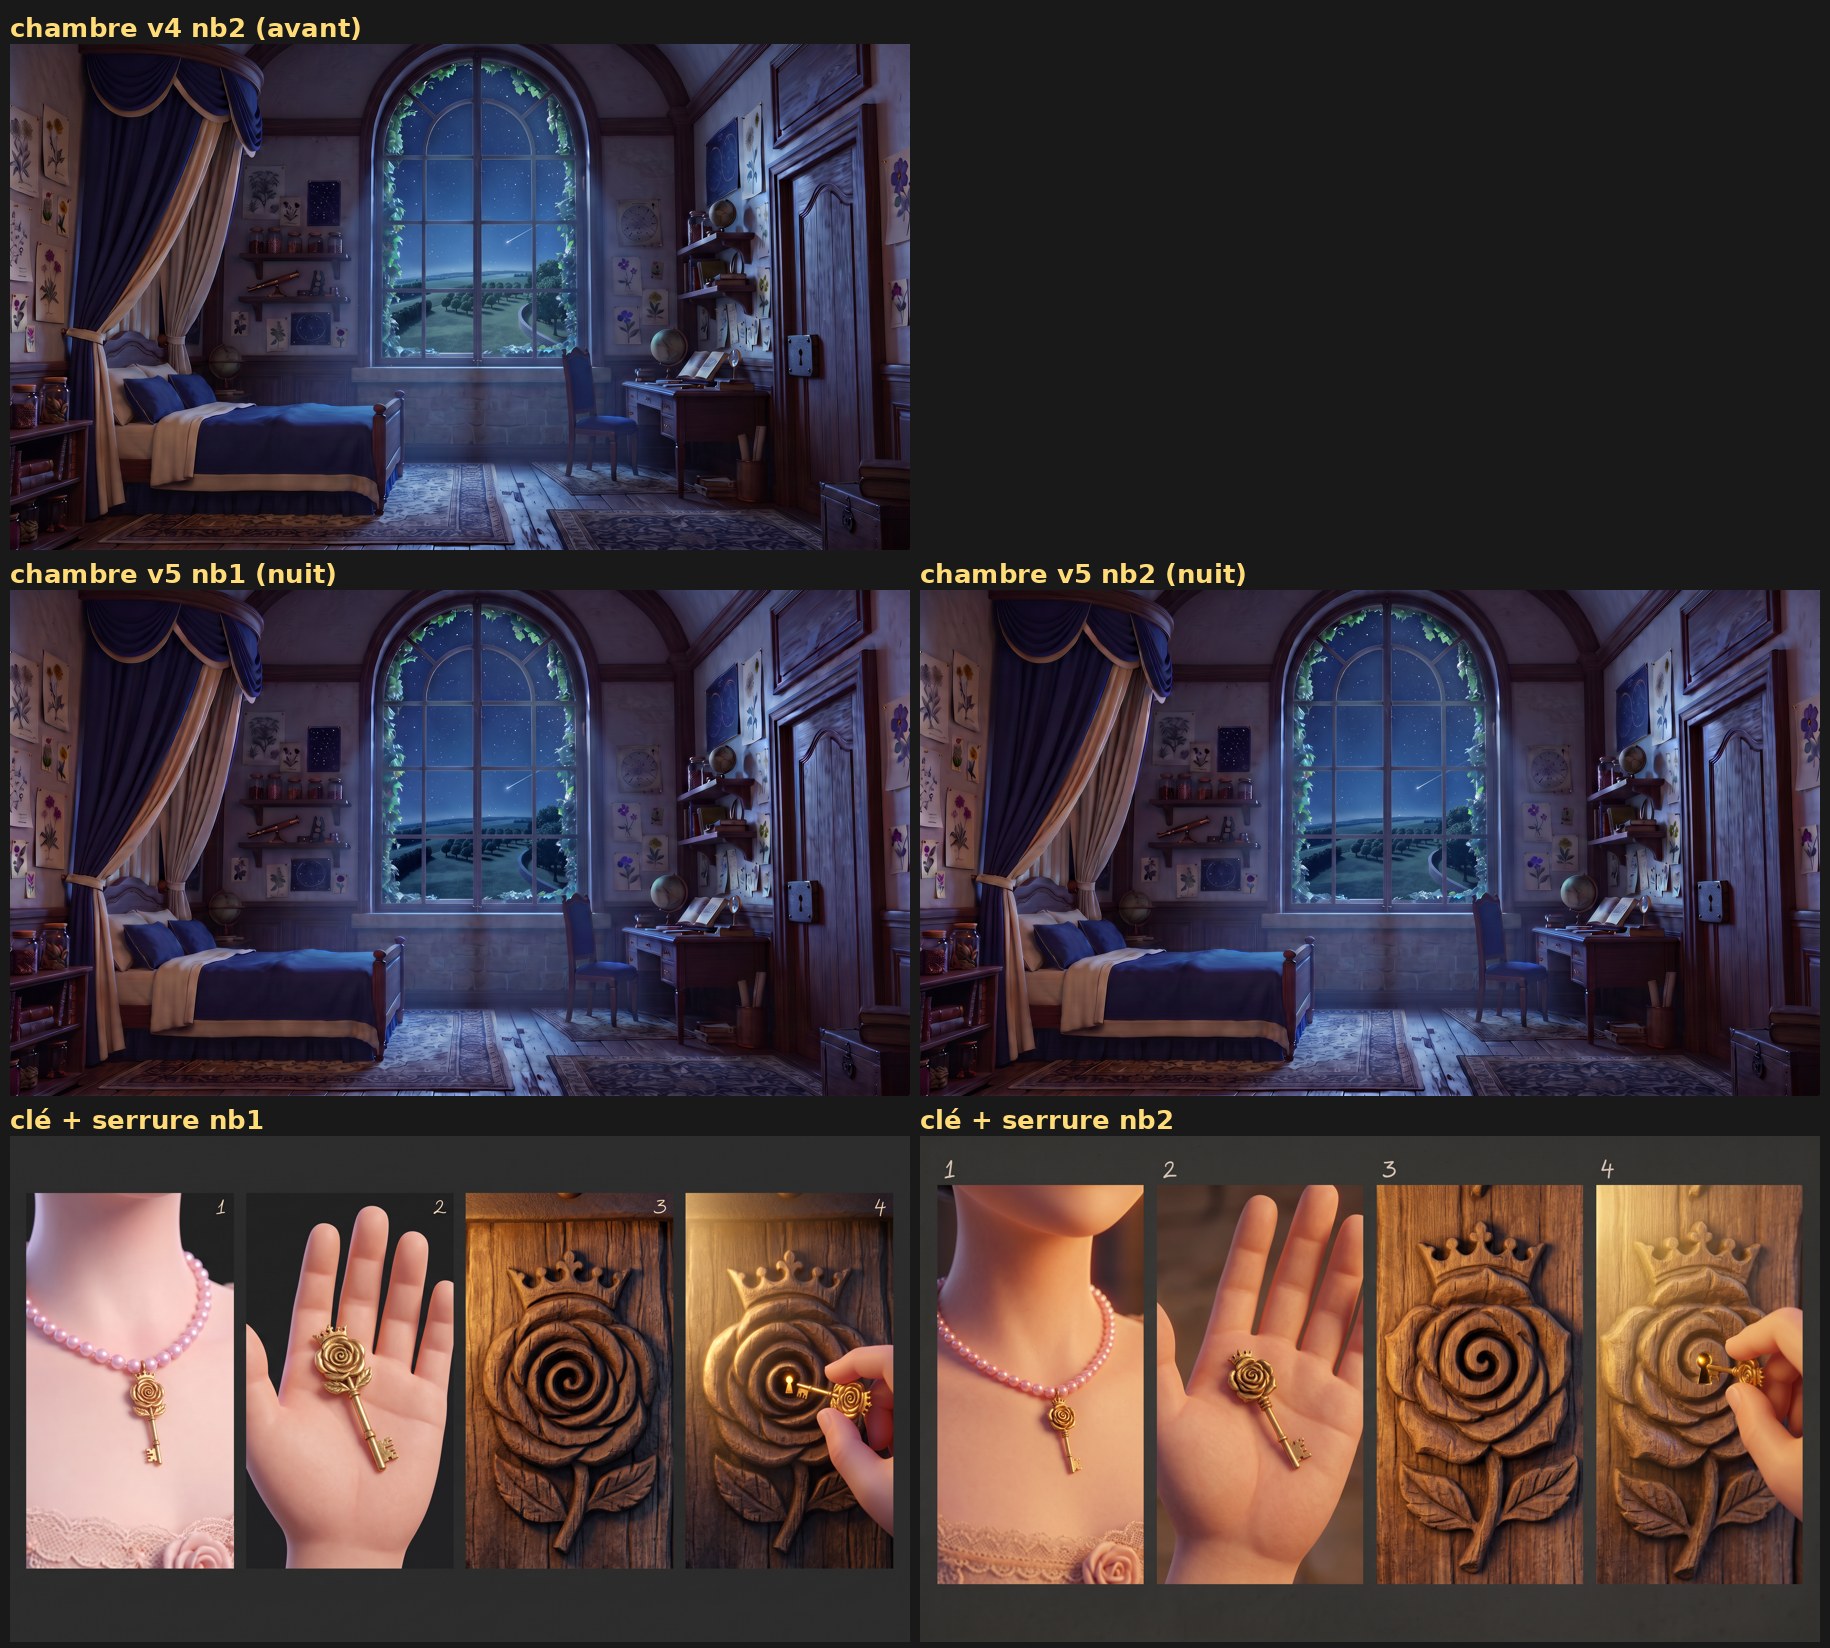 chambre v4 nb2 (avant)
chambre v5 nb1 (nuit)
chambre v5 nb2 (nuit)
clé + serrure nb1
clé + serrure nb2
1
2
3
4
1
2
3
4